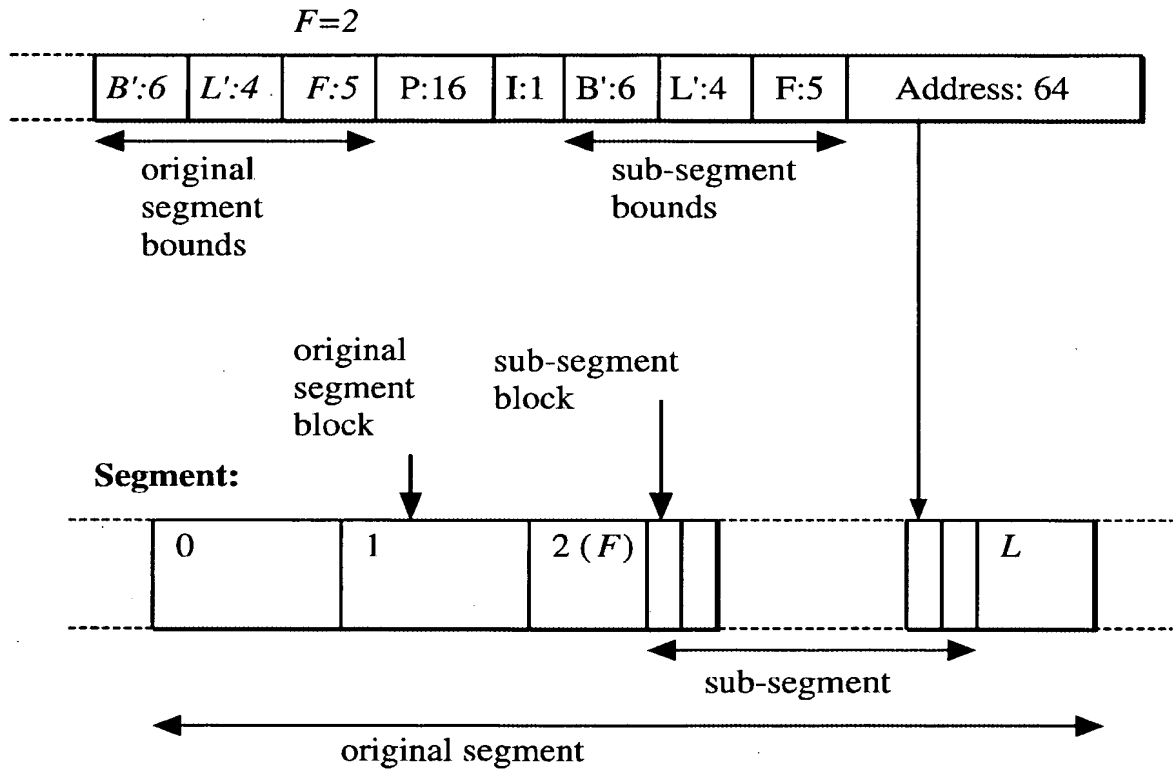 F=2
B':6 L':4 F:5 P:16 I:1 B':6 L':4 F:5 Address: 64
original
segment
bounds
sub-segment
bounds
original
segment
block
sub-segment
block
Segment:
0 1 2 (F) L
sub-segment
original segment